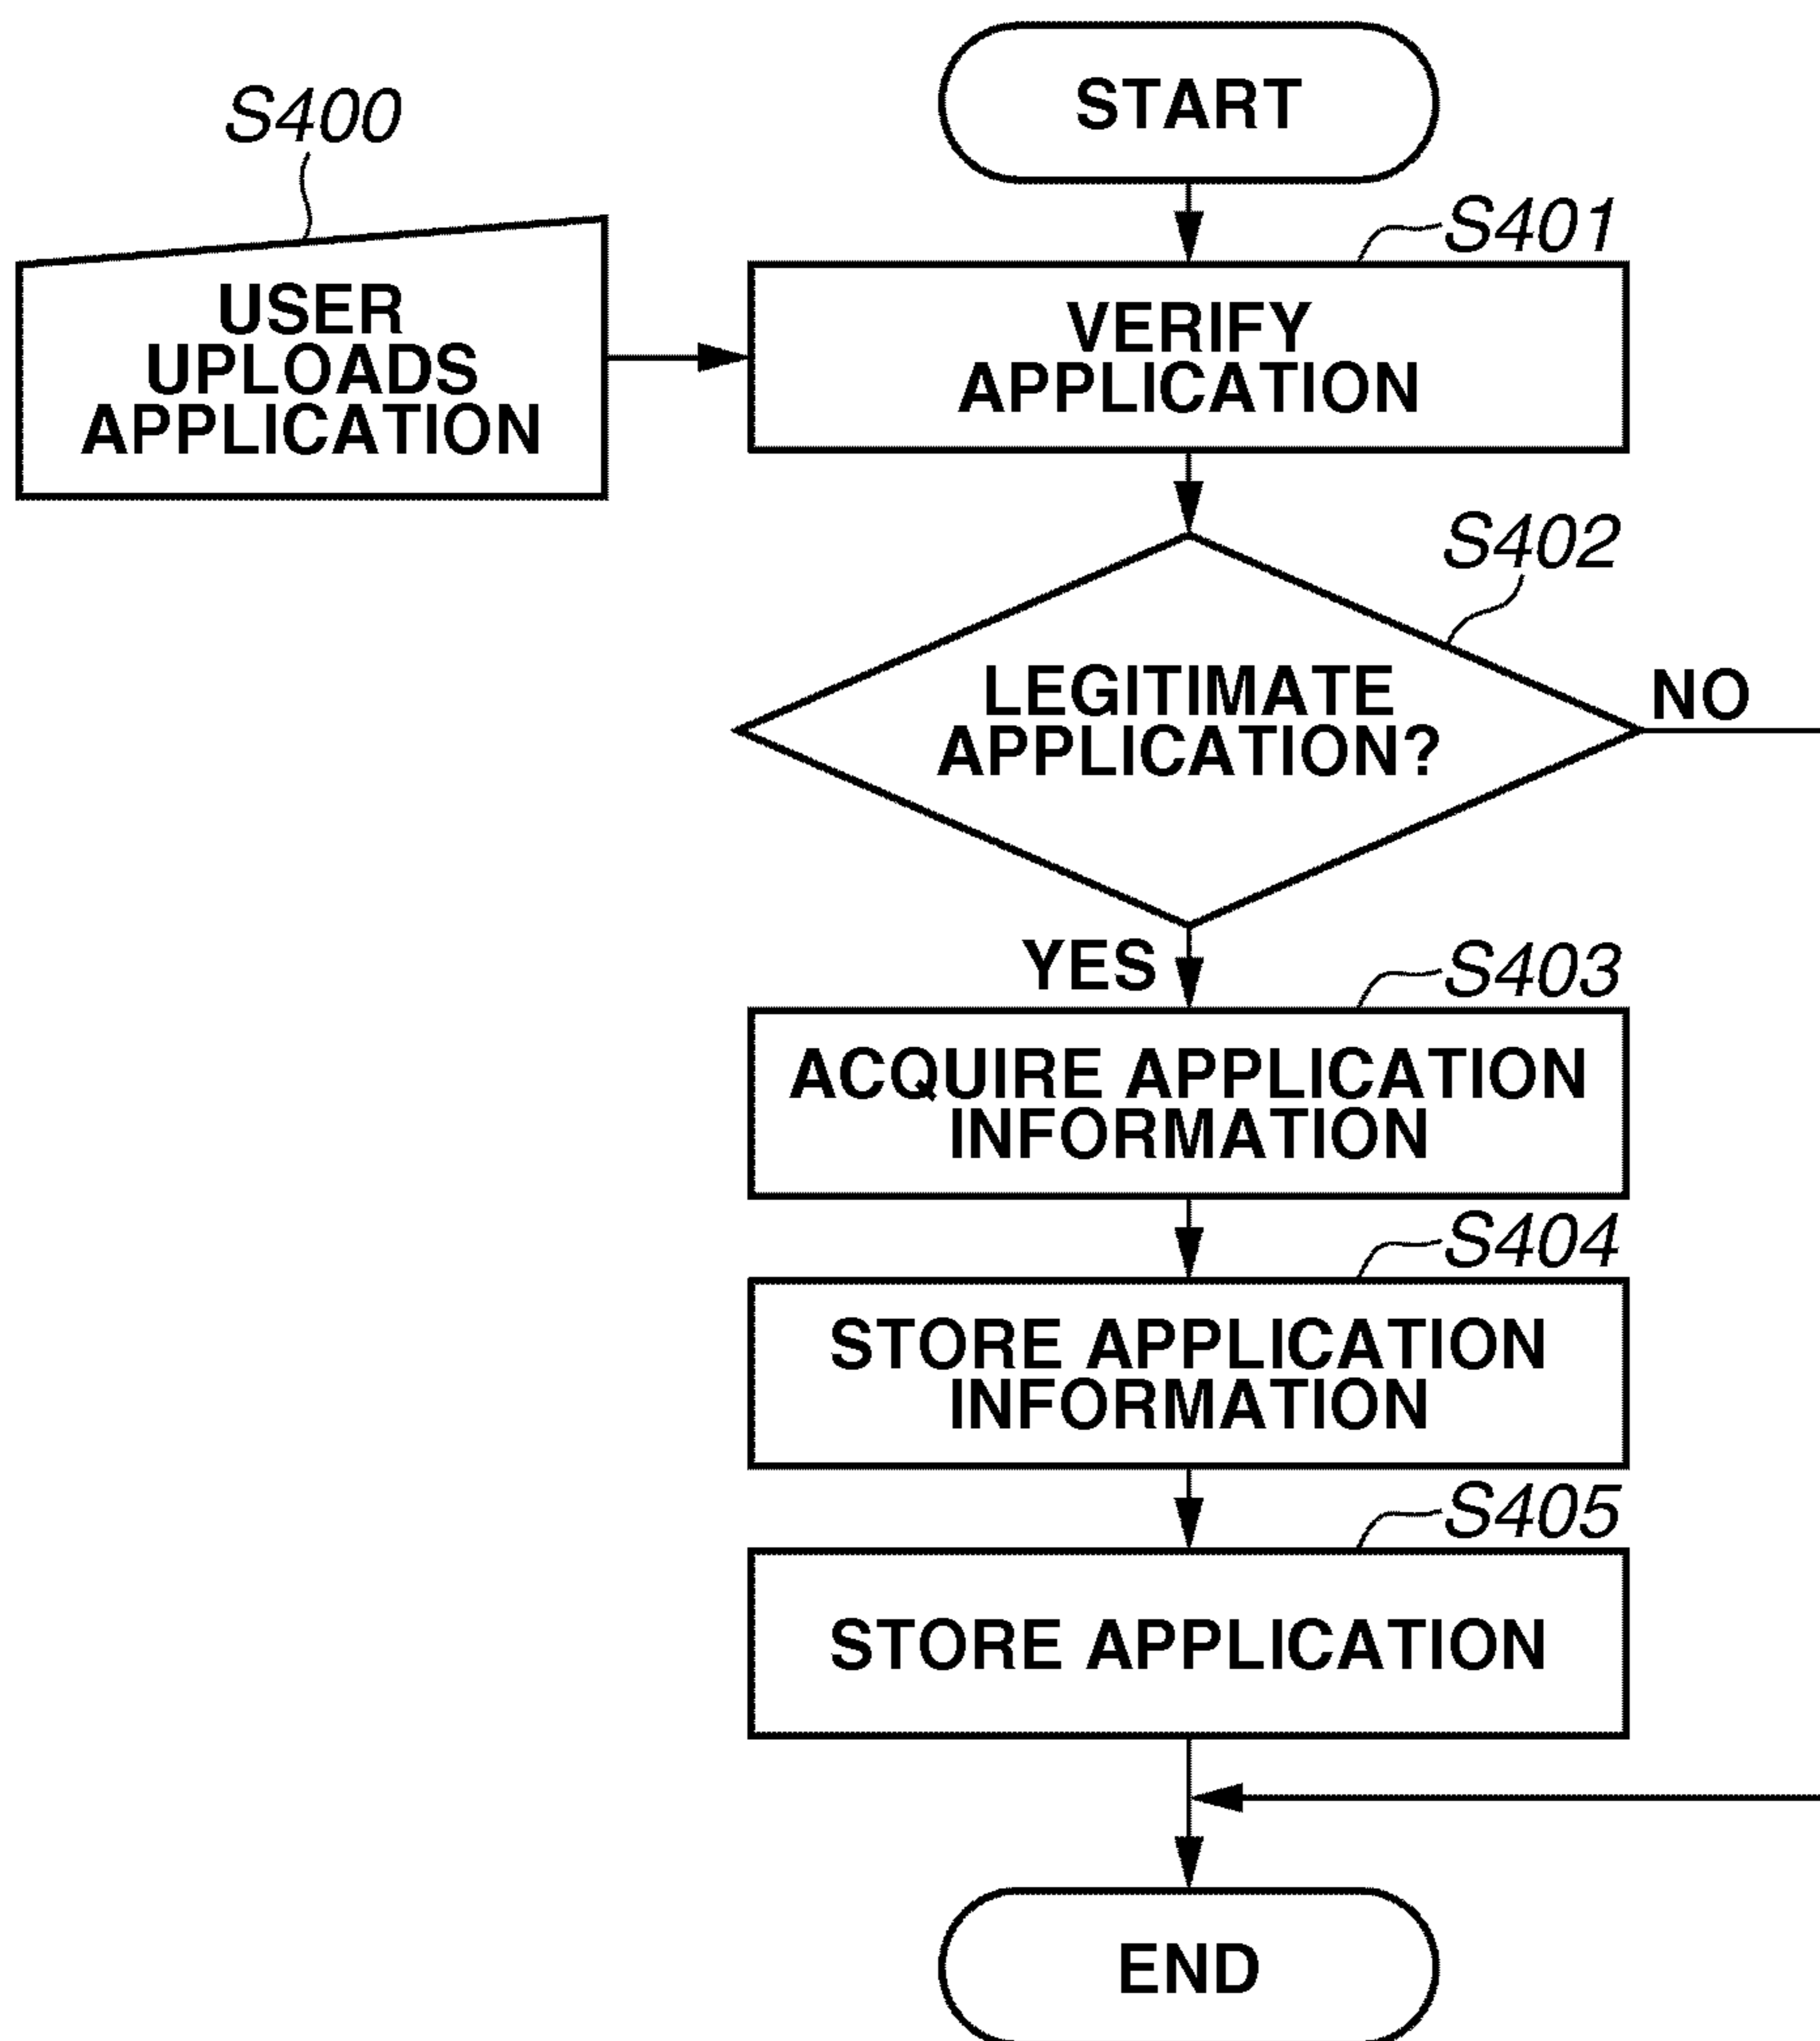 START
S400
USER
UPLOADS
APPLICATION
S401
VERIFY
APPLICATION
S402
LEGITIMATE
APPLICATION?
NO
YES
S403
ACQUIRE APPLICATION
INFORMATION
S404
STORE APPLICATION
INFORMATION
S405
STORE APPLICATION
END